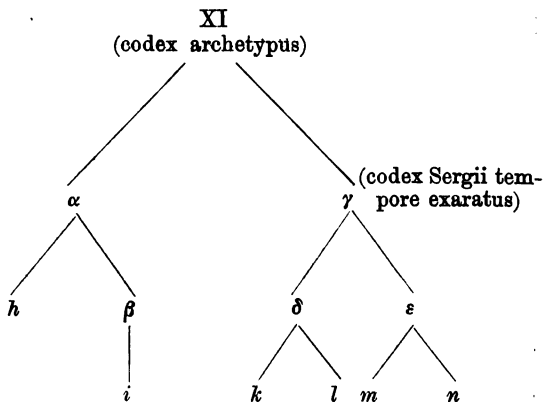 XI
(codex archetypus)
(codex Sergii tem-
α γ pore exaratus)
h β δ ε
i k l m n